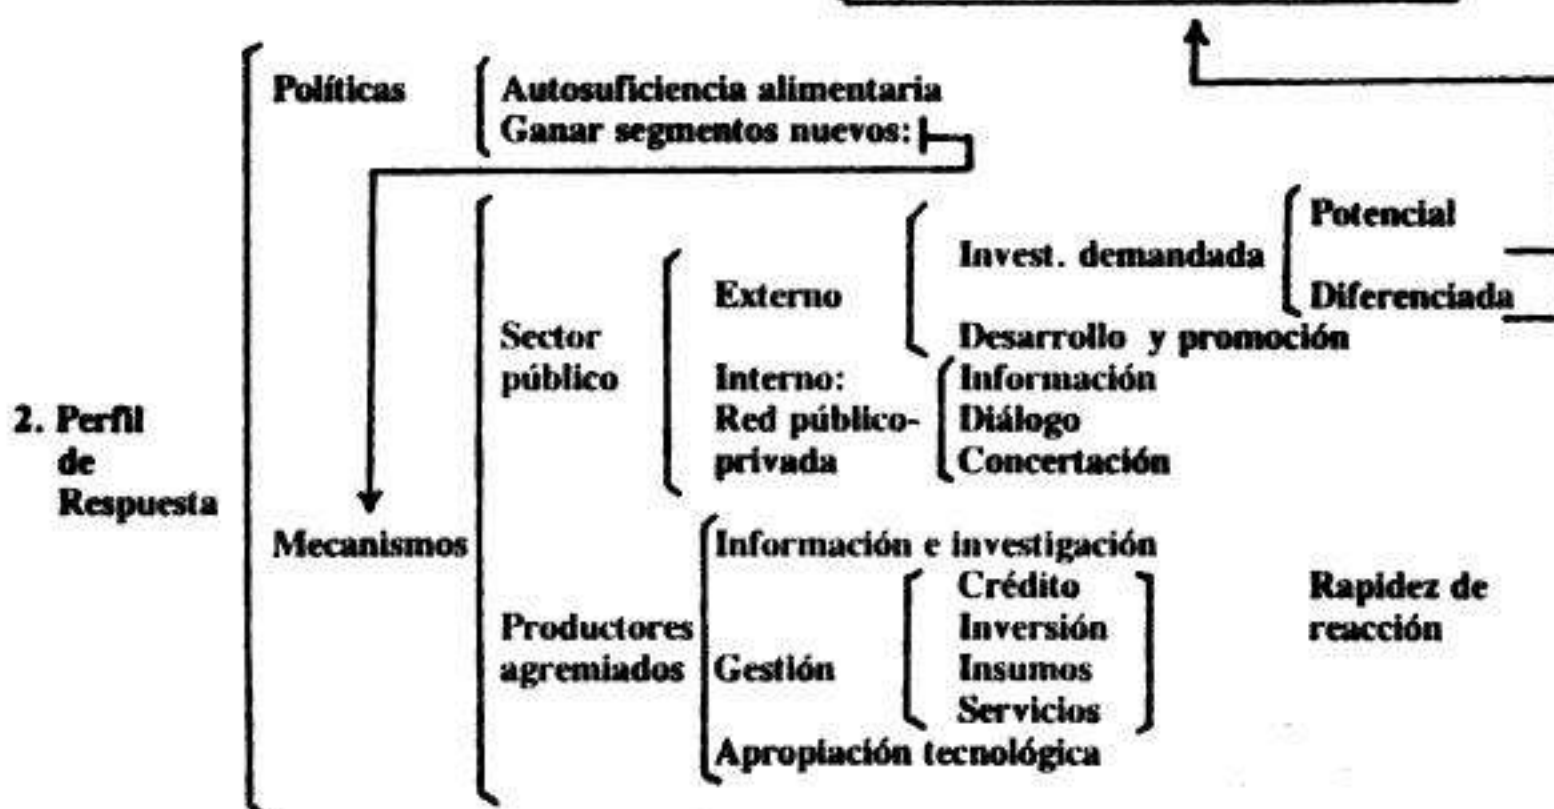 Políticas
Autosuficiencia alimentaria
Ganar segmentos nuevos:
2. Perfil
de
Respuesta
Mecanismos
Sector
público
Externo
Invest. demandada
Potencial
Diferenciada
Desarrollo y promoción
Interno:
Red público-
privada
Información
Diálogo
Concertación
Productores
agremiados
Información e investigación
Gestión
Crédito
Inversión
Insumos
Servicios
Rapidez de
reacción
Apropiación tecnológica